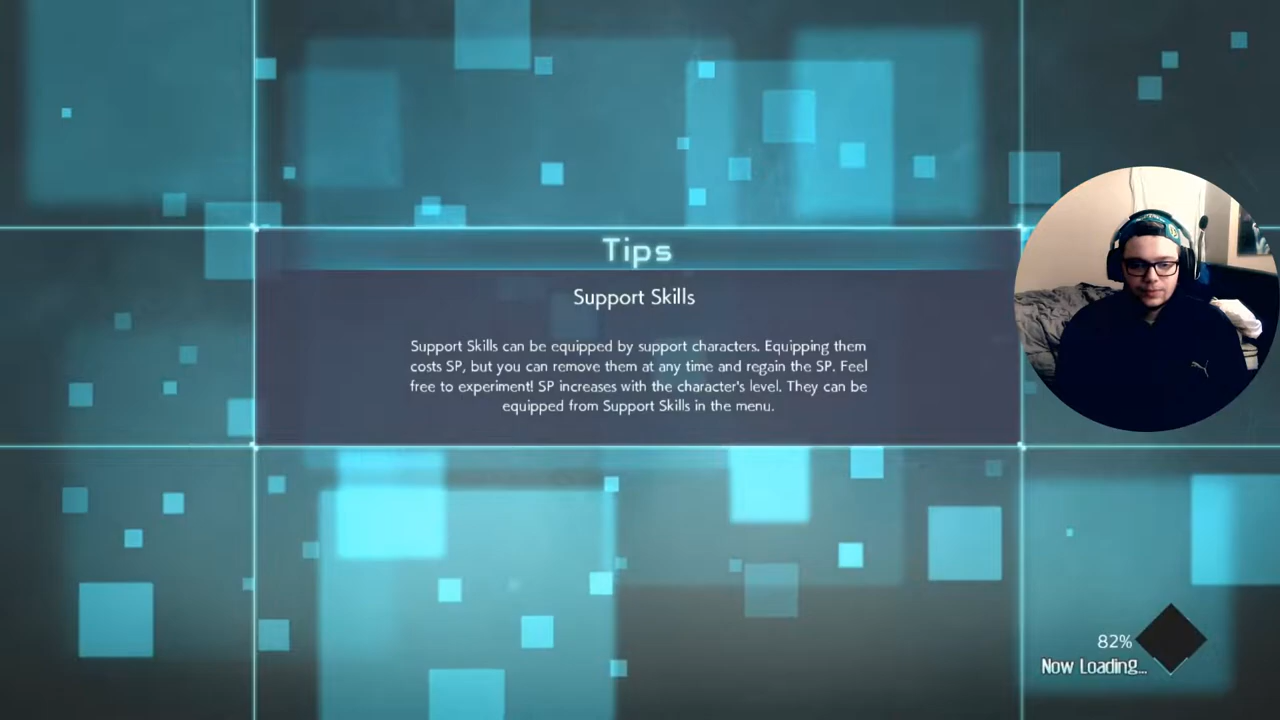 Tips
Support Skills
Support Skills can be equipped by support characters. Equipping them
costs SP, but you can remove them at any time and regain the SP. Feel
free to experiment! SP increases with the character's level. They can be
equipped from Support Skills in the menu.
82%
Now Loading...